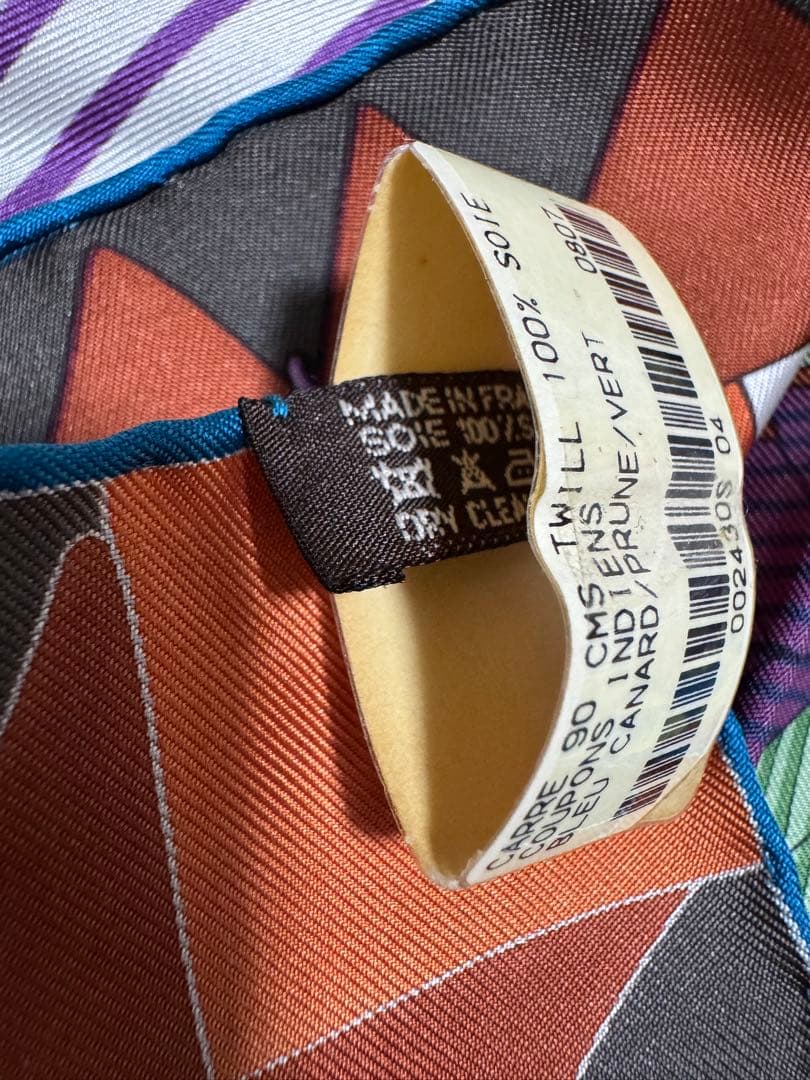 CARRE 90 CMS TWILL 100% SOIE
COUPONS INDIENS
BLEU CANARD/PRUNE/VERT 0807
002430S 04
MADE IN FRA
SOIE 100%S
DRY CLEA